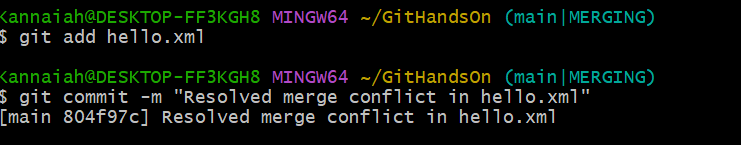 Kannaiah@DESKTOP-FF3KGH8 MINGW64 ~/GitHandsOn (main|MERGING)
$ git add hello.xml
Kannaiah@DESKTOP-FF3KGH8 MINGW64 ~/GitHandsOn (main|MERGING)
$ git commit -m "Resolved merge conflict in hello.xml"
[main 804f97c] Resolved merge conflict in hello.xml